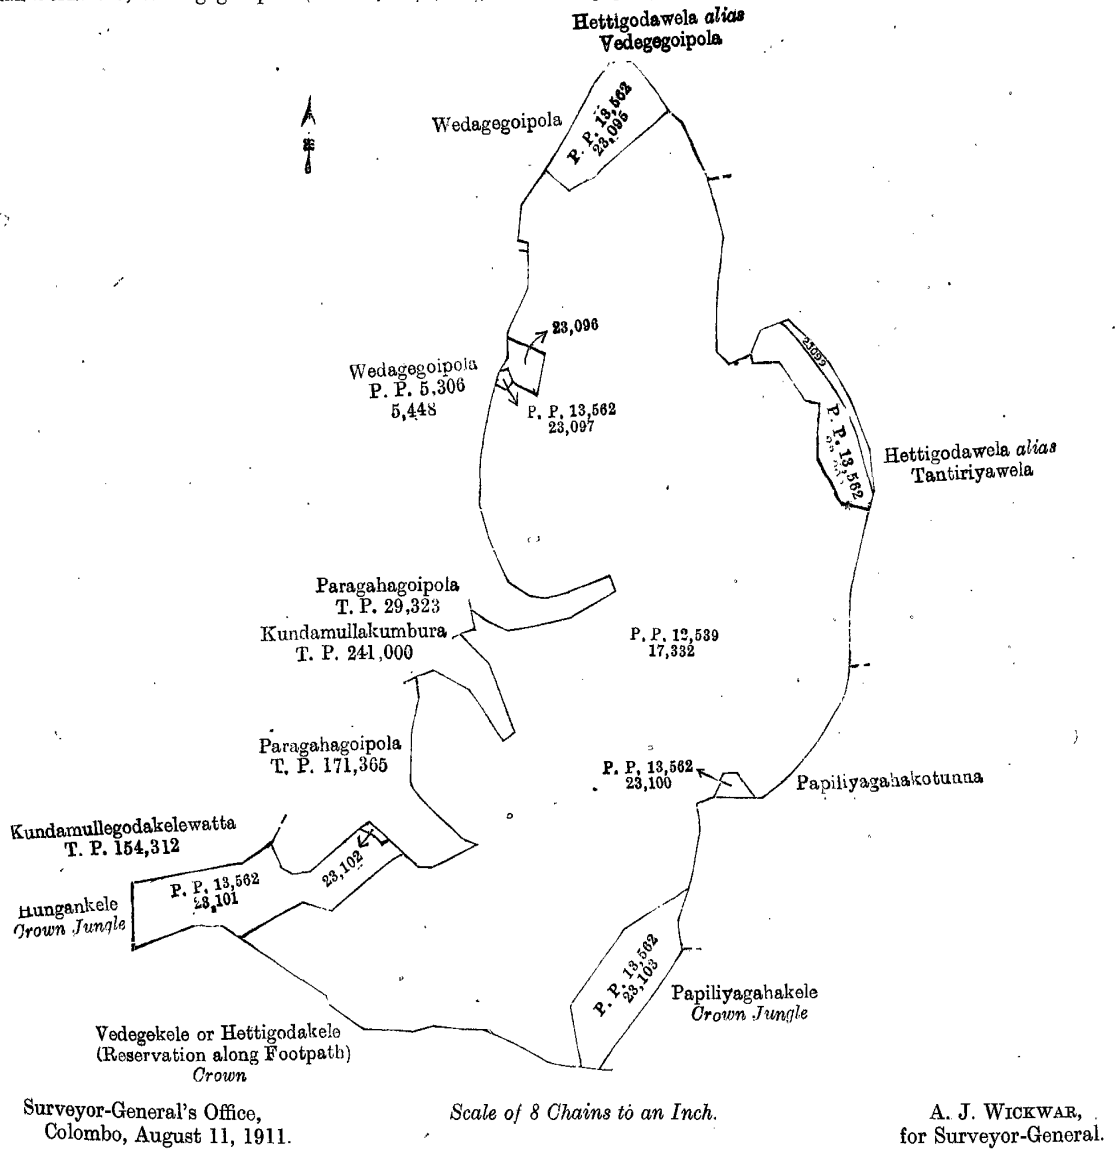 Hettigodawela alias
Vedegegoipola
Wedagegoipola
P. P. 13,562
23,095
23,096
Wedagegoipola
P. P. 5,306
5,448
P. P. 13,562
23,097
23099
P. P. 13,562
Hettigodawela alias
Tantiriyawela
Paragahagoipola
T. P. 29,323
Kundamullakumbura
T. P. 241,000
P. P. 12,539
17,332
Paragahagoipola
T. P. 171,365
P. P. 13,562
23,100
Papiliyagahakotunna
Kundamullegodakelewatta
T. P. 154,312
23,102
P. P. 13,562
23,101
Hungankele
Crown Jungle
P. P. 13,562
23,103
Papiliyagahakele
Crown Jungle
Vedegekele or Hettigodakele
(Reservation along Footpath)
Crown
Surveyor-General's Office,
Colombo, August 11, 1911.
Scale of 8 Chains to an Inch.
A. J. WICKWAR,
for Surveyor-General.